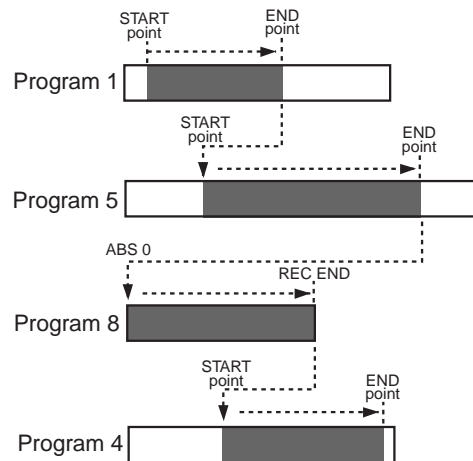 START
point
END
point
Program 1
START
point
END
point
Program 5
ABS 0
REC END
Program 8
START
point
END
point
Program 4